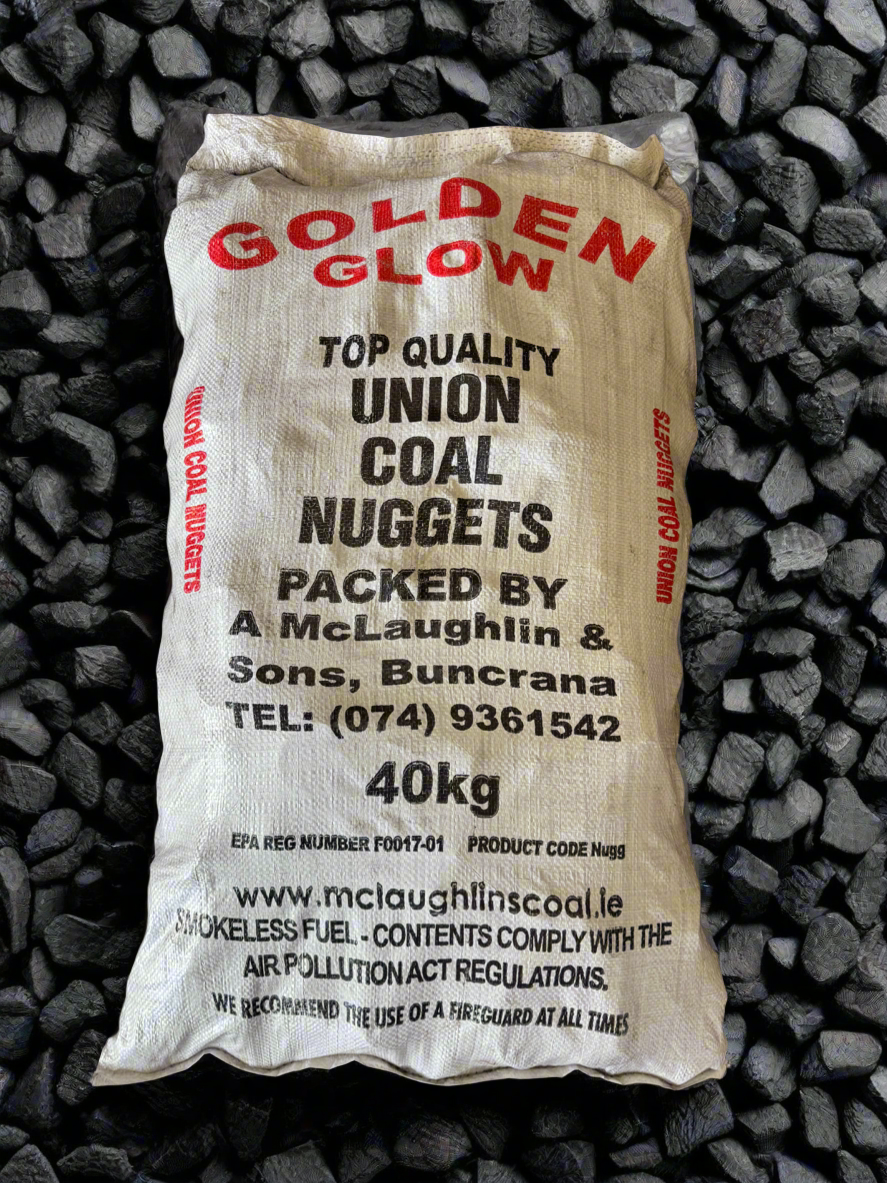 GOLDEN
GLOW
TOP QUALITY
UNION
COAL
NUGGETS
UNION COAL NUGGETS
UNION COAL NUGGETS
PACKED BY
A McLaughlin &
Sons, Buncrana
TEL: (074) 9361542
40kg
EPA REG NUMBER F0017-01 PRODUCT CODE Nugg
www.mclaughlinscoal.ie
SMOKELESS FUEL - CONTENTS COMPLY WITH THE
AIR POLLUTION ACT REGULATIONS.
WE RECOMMEND THE USE OF A FIREGUARD AT ALL TIMES